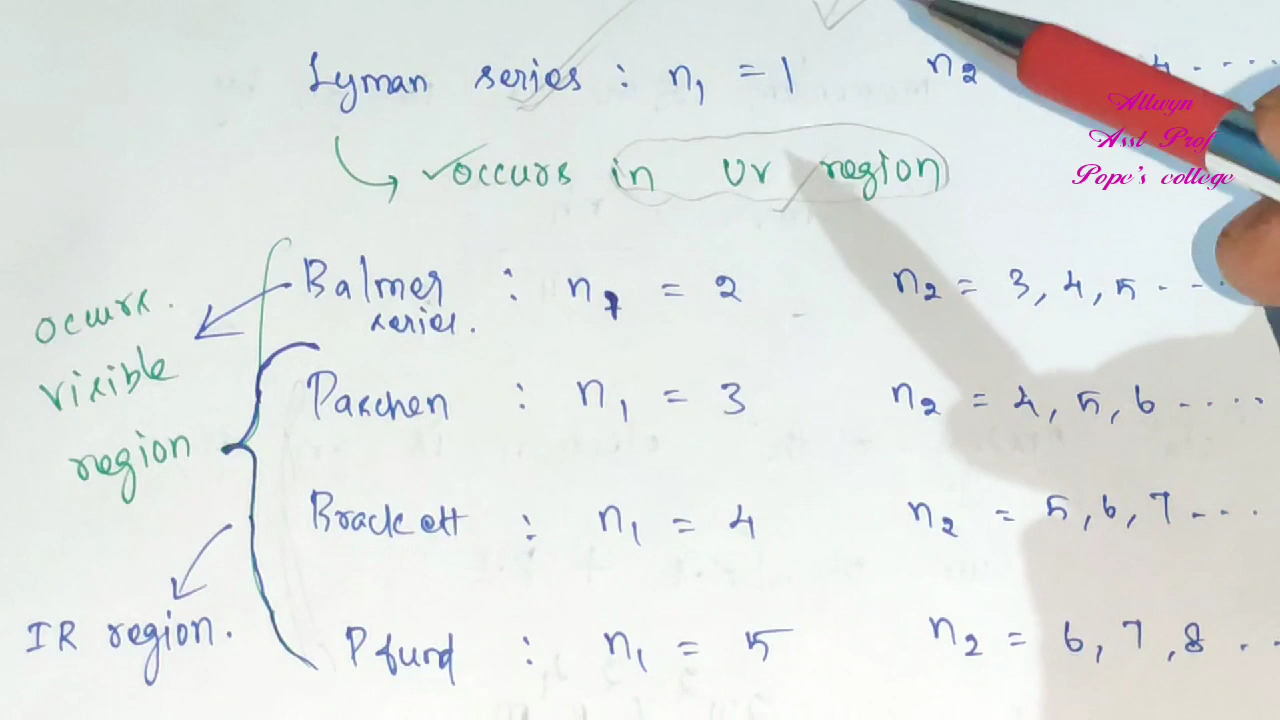 Lyman series : n₁ = 1 n₂ 4 . . . .
Allwyn
Asst Prof
Pope's college
occurs in UV region
Balmer : n₁ = 2 n₂ = 3, 4, 5 . . .
series.
occurs.
visible
region
Paschen : n₁ = 3 n₂ = 4, 5, 6 . . . .
Brackett : n₁ = 4 n₂ = 5, 6, 7 . . .
IR region.
Pfund : n₁ = 5 n₂ = 6, 7, 8 . .